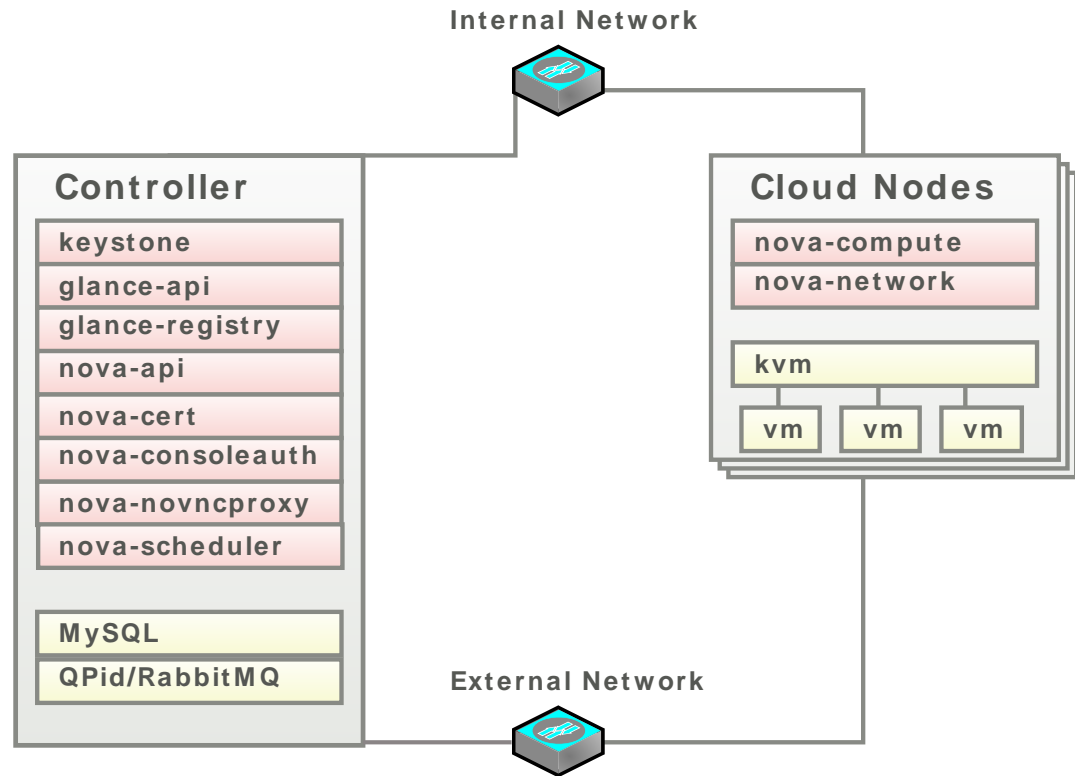 Internal Network
Controller
keystone
glance-api
glance-registry
nova-api
nova-cert
nova-consoleauth
nova-novncproxy
nova-scheduler
MySQL
QPid/RabbitMQ
Cloud Nodes
nova-compute
nova-network
kvm
vm
vm
vm
External Network